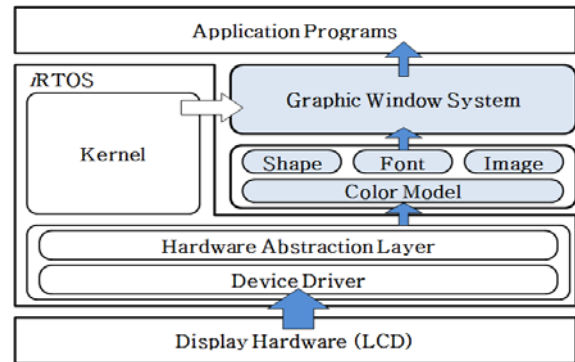 Application Programs
iRTOS
Kernel
Graphic Window System
Shape
Font
Image
Color Model
Hardware Abstraction Layer
Device Driver
Display Hardware (LCD)